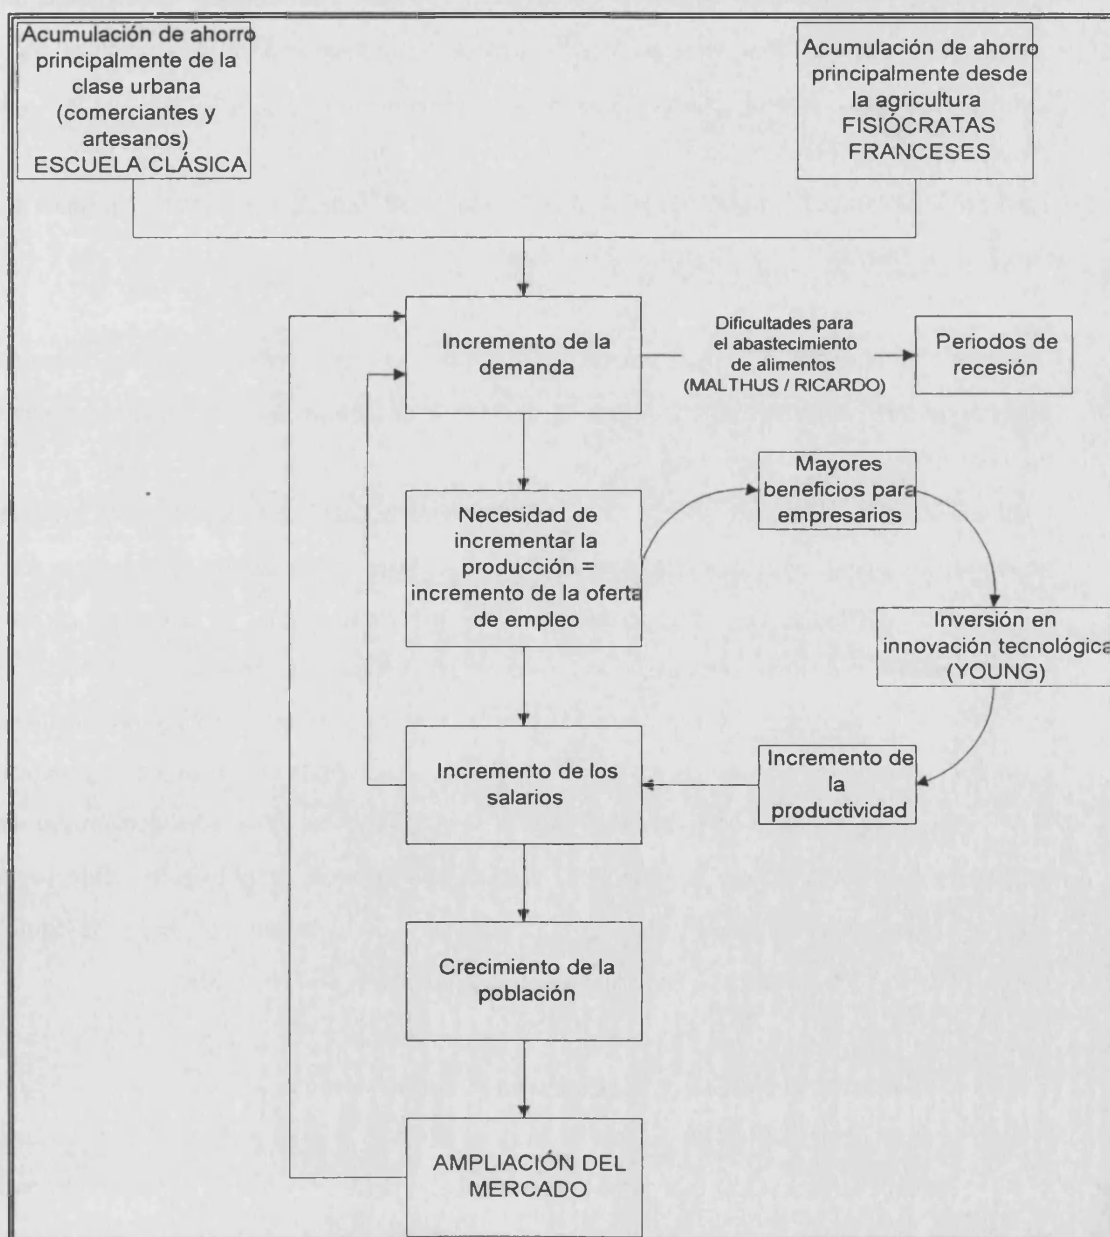 Acumulación de ahorro
principalmente de la
clase urbana
(comerciantes y
artesanos)
ESCUELA CLÁSICA
Acumulación de ahorro
principalmente desde
la agricultura
FISIÓCRATAS
FRANCESES
Incremento de la
demanda
Dificultades para
el abastecimiento
de alimentos
(MALTHUS / RICARDO)
Periodos de
recesión
Mayores
beneficios para
empresarios
Necesidad de
incrementar la
producción =
incremento de la oferta
de empleo
Inversión en
innovación tecnológica
(YOUNG)
Incremento de los
salarios
Incremento de
la
productividad
Crecimiento de la
población
AMPLIACIÓN DEL
MERCADO